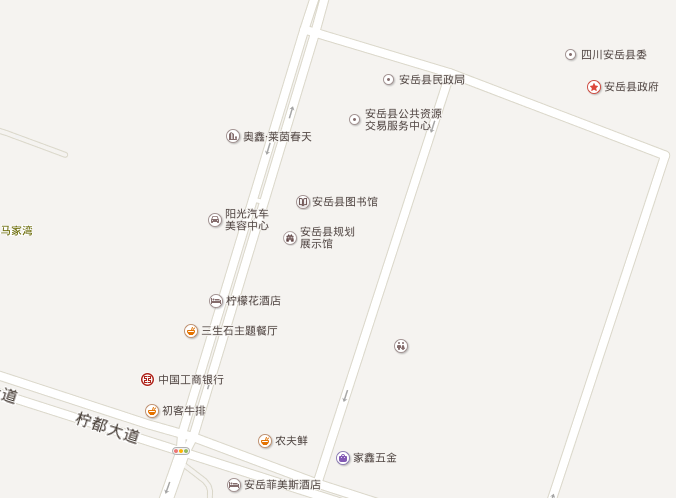 四川安岳县委
安岳县民政局
安岳县政府
安岳县公共资源
交易服务中心
奥鑫·莱茵春天
安岳县图书馆
阳光汽车
美容中心
安岳县规划
展示馆
马家湾
柠檬花酒店
三生石主题餐厅
中国工商银行
道
初客牛排
柠都大道
农夫鲜
家鑫五金
安岳菲美斯酒店